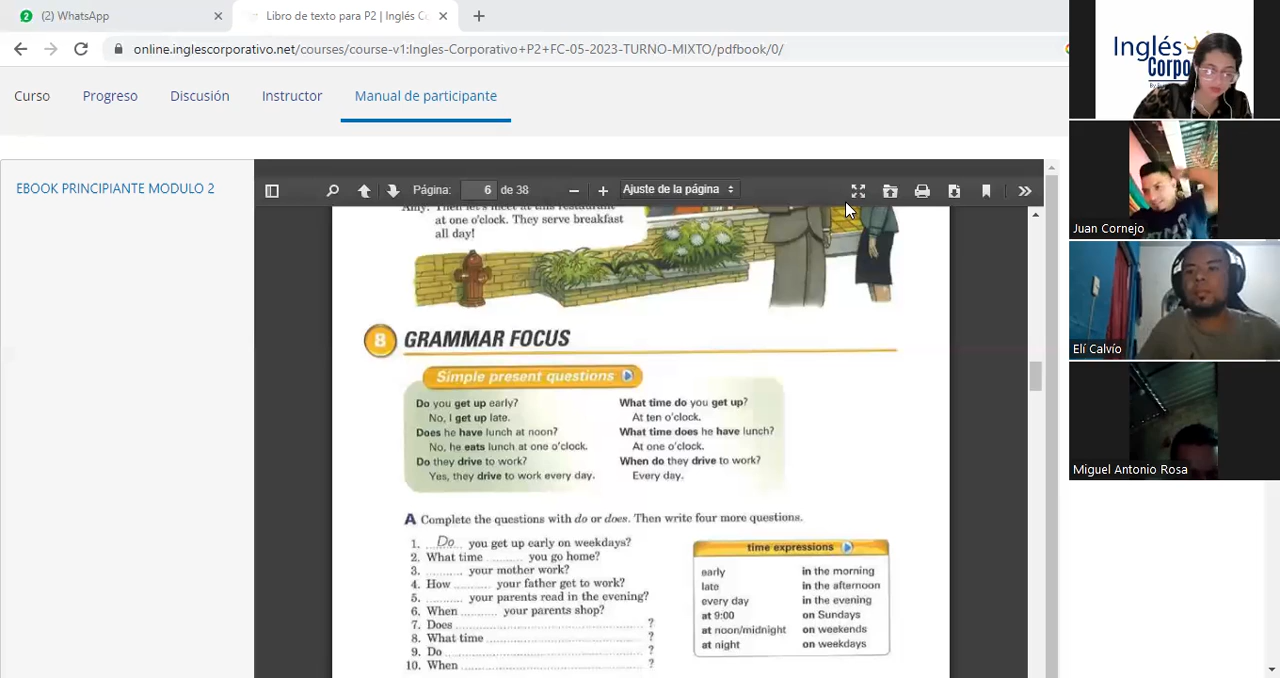 (2) WhatsApp
Libro de texto para P2 | Inglés C
online.inglescorporativo.net/courses/course-v1:Ingles-Corporativo+P2+FC-05-2023-TURNO-MIXTO/pdfbook/0/
Curso
Progreso
Discusión
Instructor
Manual de participante
EBOOK PRINCIPIANTE MODULO 2
Página:
6
de 38
Ajuste de la página
Amy: Then let's meet at this restaurant
at one o'clock. They serve breakfast
all day!
8 GRAMMAR FOCUS
Simple present questions
Do you get up early?
No, I get up late.
Does he have lunch at noon?
No, he eats lunch at one o'clock.
Do they drive to work?
Yes, they drive to work every day.
What time do you get up?
At ten o'clock.
What time does he have lunch?
At one o'clock.
When do they drive to work?
Every day.
A Complete the questions with do or does. Then write four more questions.
1. Do you get up early on weekdays?
2. What time ........ you go home?
3. ........ your mother work?
4. How ........ your father get to work?
5. ........ your parents read in the evening?
6. When ........ your parents shop?
7. Does ........ ?
8. What time ........ ?
9. Do ........ ?
10. When ........ ?
time expressions
early
late
every day
at 9:00
at noon/midnight
at night
in the morning
in the afternoon
in the evening
on Sundays
on weekends
on weekdays
Inglés
Corpo
Juan Cornejo
Elí Calvío
Miguel Antonio Rosa